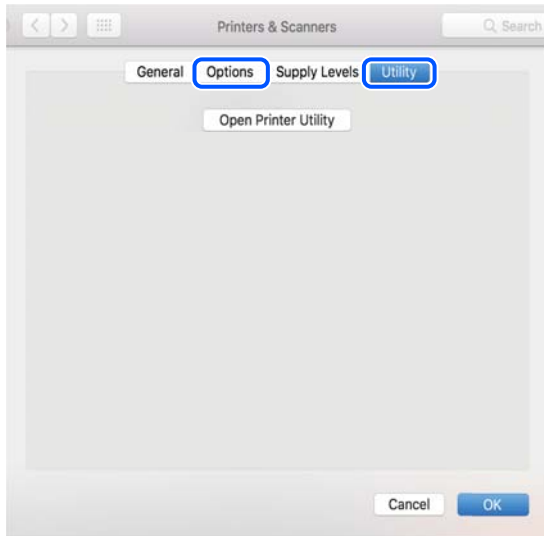 Printers & Scanners Search
General Options Supply Levels Utility
Open Printer Utility
Cancel OK